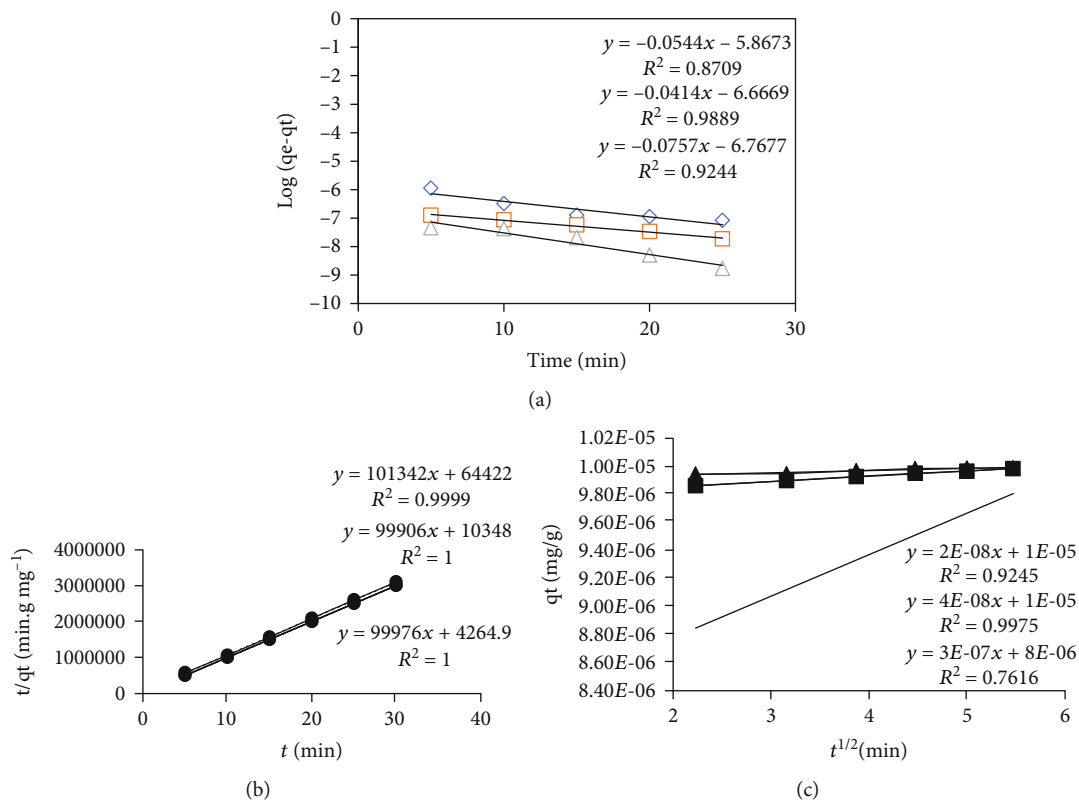 0
−1
−2
−3
−4
−5
−6
−7
−8
−9
−10
Log (qe-qt)
y = −0.0544x − 5.8673
R² = 0.8709
y = −0.0414x − 6.6669
R² = 0.9889
y = −0.0757x − 6.7677
R² = 0.9244
0 10 20 30
Time (min)
(a)
y = 101342x + 64422
R² = 0.9999
y = 99906x + 10348
R² = 1
y = 99976x + 4264.9
R² = 1
4000000
3000000
2000000
1000000
0
t/qt (min.g mg⁻¹)
0 10 20 30 40
t (min)
(b)
1.02E-05
1.00E-05
9.80E-06
9.60E-06
9.40E-06
9.20E-06
9.00E-06
8.80E-06
8.60E-06
8.40E-06
qt (mg/g)
y = 2E-08x + 1E-05
R² = 0.9245
y = 4E-08x + 1E-05
R² = 0.9975
y = 3E-07x + 8E-06
R² = 0.7616
2 3 4 5 6
t¹/²(min)
(c)